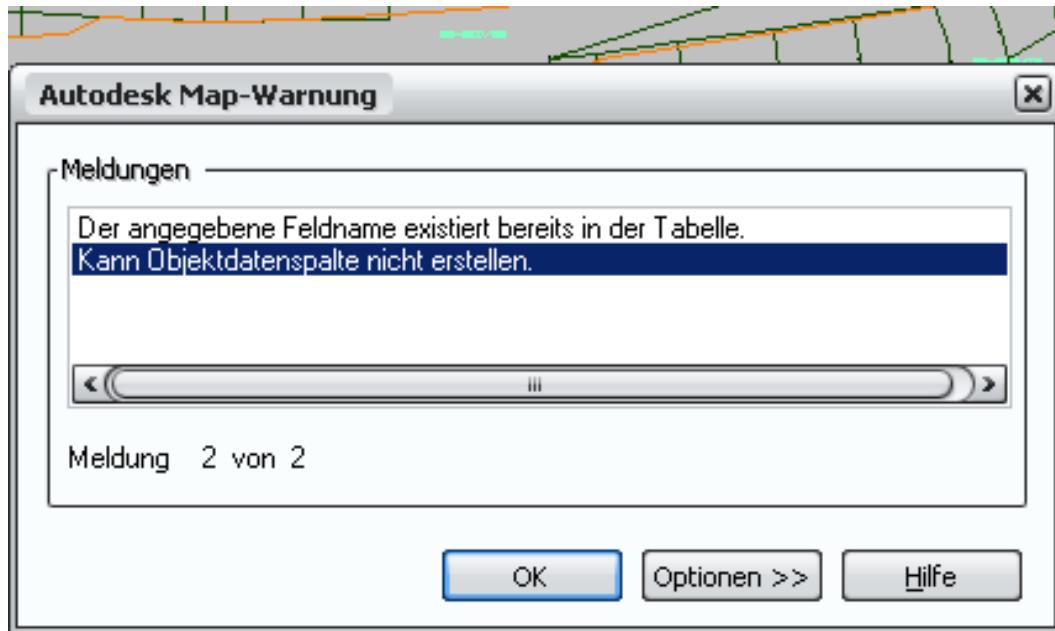 Autodesk Map-Warnung
Meldungen
Der angegebene Feldname existiert bereits in der Tabelle.
Kann Objektdatenspalte nicht erstellen.
Meldung 2 von 2
OK
Optionen >>
Hilfe